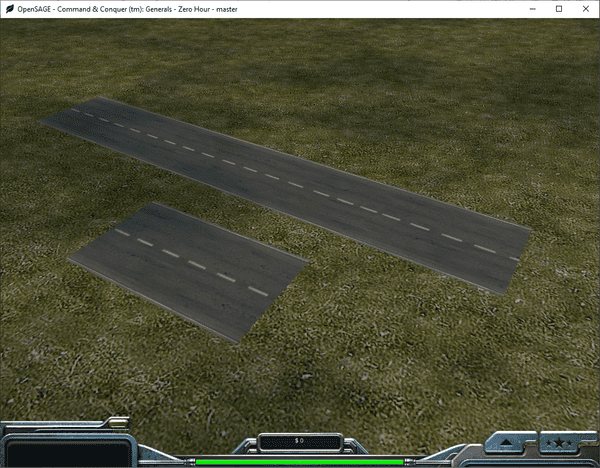 OpenSAGE - Command & Conquer (tm): Generals - Zero Hour - master
$ 0